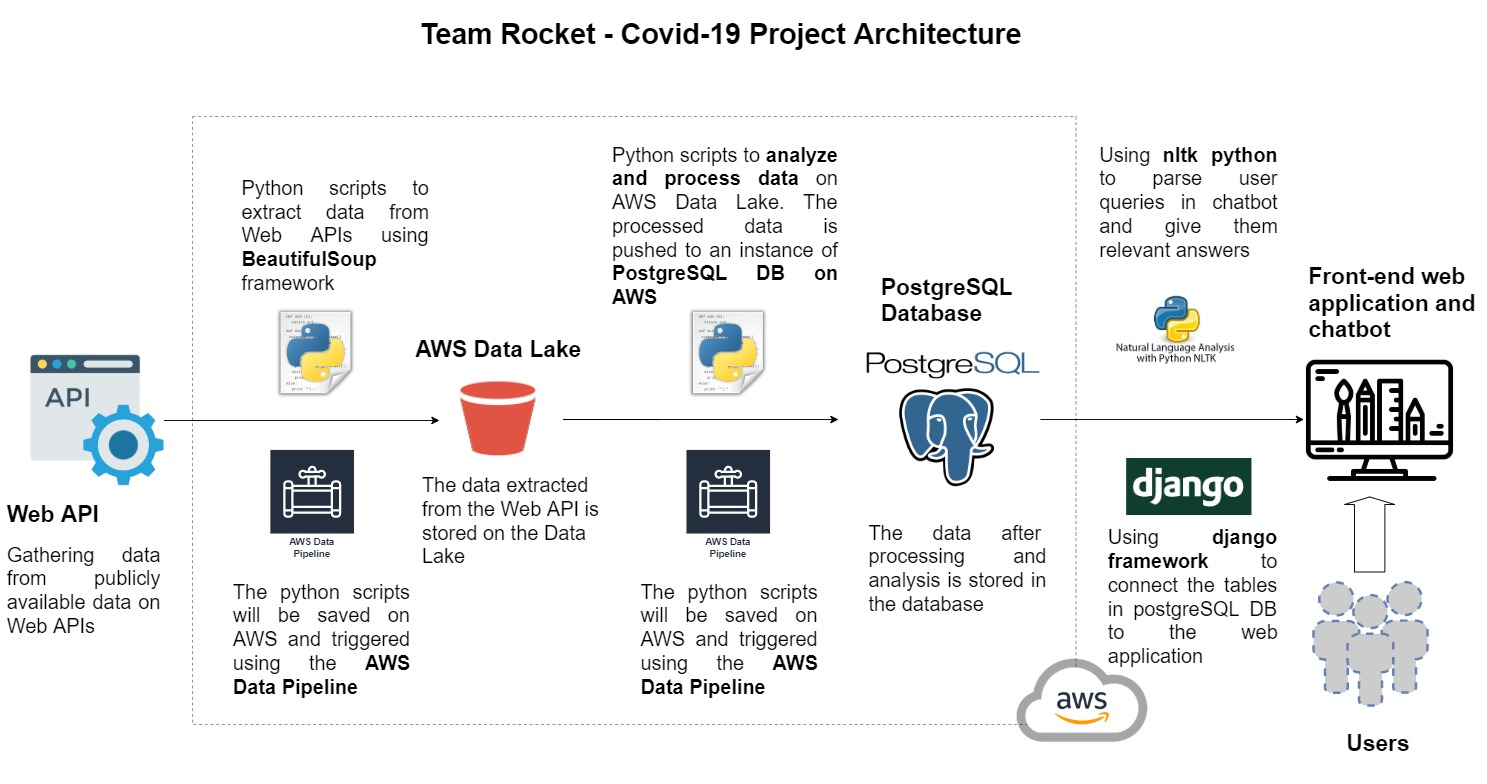 Team Rocket - Covid-19 Project Architecture
API
Web API
Gathering data
from publicly
available data on
Web APIs
Python scripts to
extract data from
Web APIs using
BeautifulSoup
framework
AWS Data
Pipeline
The python scripts
will be saved on
AWS and triggered
using the AWS
Data Pipeline
AWS Data Lake
The data extracted
from the Web API is
stored on the Data
Lake
Python scripts to analyze
and process data on
AWS Data Lake. The
processed data is
pushed to an instance of
PostgreSQL DB on
AWS
AWS Data
Pipeline
The python scripts
will be saved on
AWS and triggered
using the AWS
Data Pipeline
PostgreSQL
Database
PostgreSQL
The data after
processing and
analysis is stored in
the database
aws
Using nltk python
to parse user
queries in chatbot
and give them
relevant answers
Natural Language Analysis
with Python NLTK
django
Using django
framework to
connect the tables
in postgreSQL DB
to the web
application
Front-end web
application and
chatbot
Users